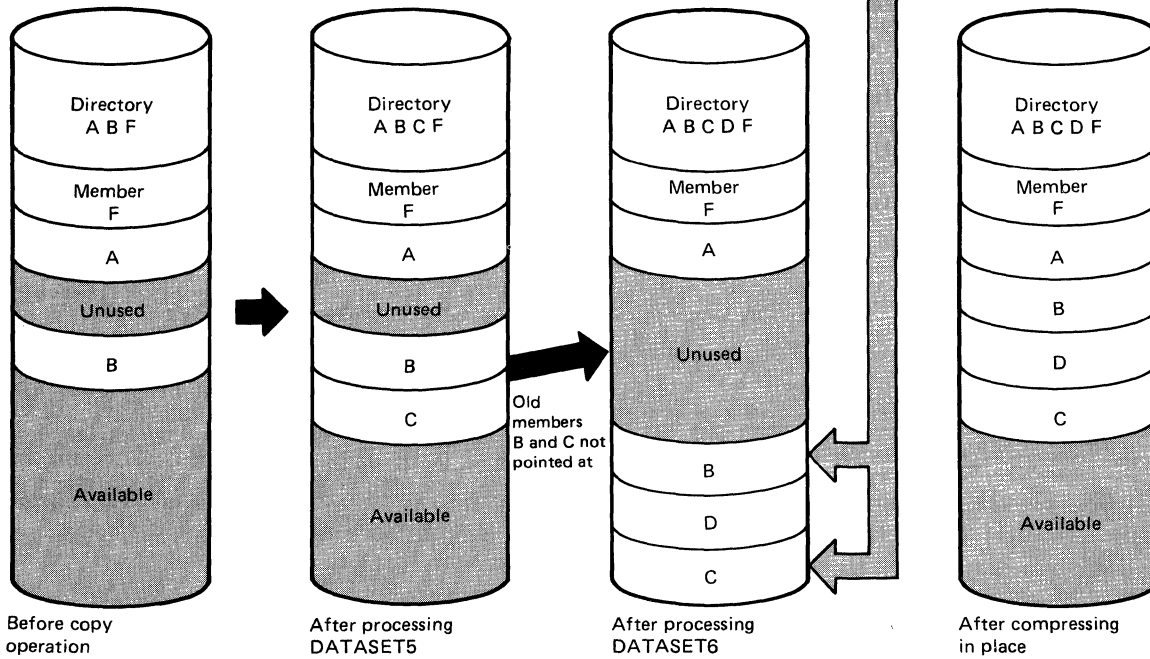 Directory
A B F
Member
F
A
Unused
B
Available
Before copy
operation
Directory
A B C F
Member
F
A
Unused
B
C
Available
After processing
DATASET5
Old
members
B and C not
pointed at
Directory
A B C D F
Member
F
A
Unused
B
D
C
After processing
DATASET6
Directory
A B C D F
Member
F
A
B
D
C
Available
After compressing
in place